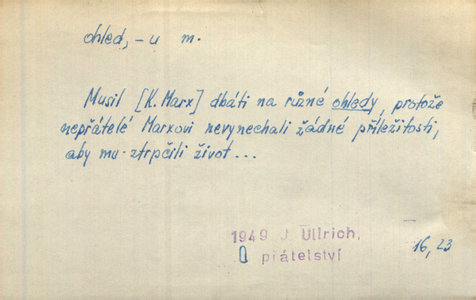 ohled, -u m.
Musil [K. Marx] dbáti na různé ohledy, protože
nepřátelé Marxovi nevynechali žádné příležitosti,
aby mu ztrpčili život...
1949 J. Ullrich,
O přátelství
16, 23